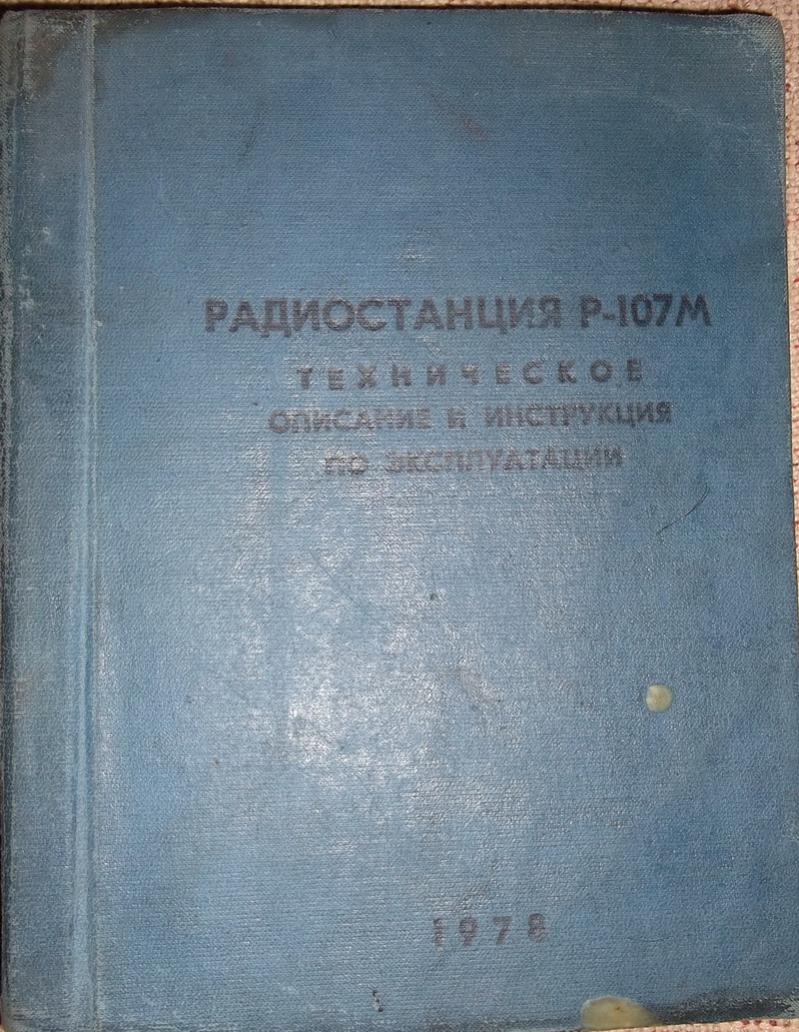 РАДИОСТАНЦИЯ Р-107М
ТЕХНИЧЕСКОЕ
ОПИСАНИЕ И ИНСТРУКЦИЯ
ПО ЭКСПЛУАТАЦИИ
1978